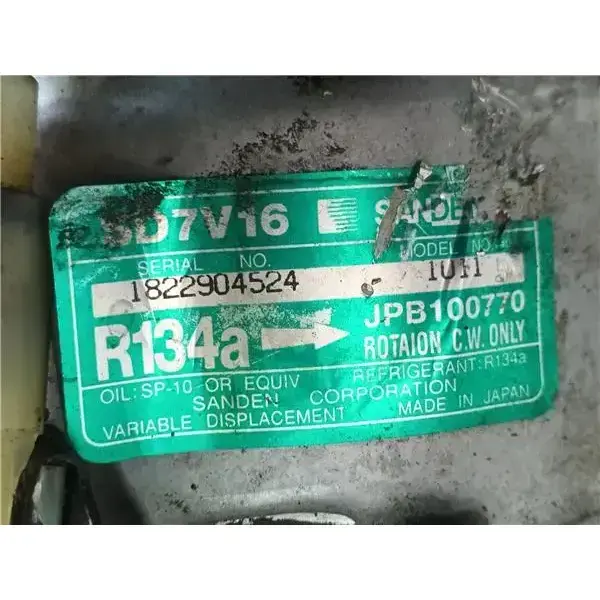 SD7V16 SANDEN
SERIAL NO. MODEL NO.
1822904524
R134a JPB100770
ROTAION C.W. ONLY
OIL: SP-10 OR EQUIV REFRIGERANT: R134a
SANDEN CORPORATION
VARIABLE DISPLACEMENT MADE IN JAPAN